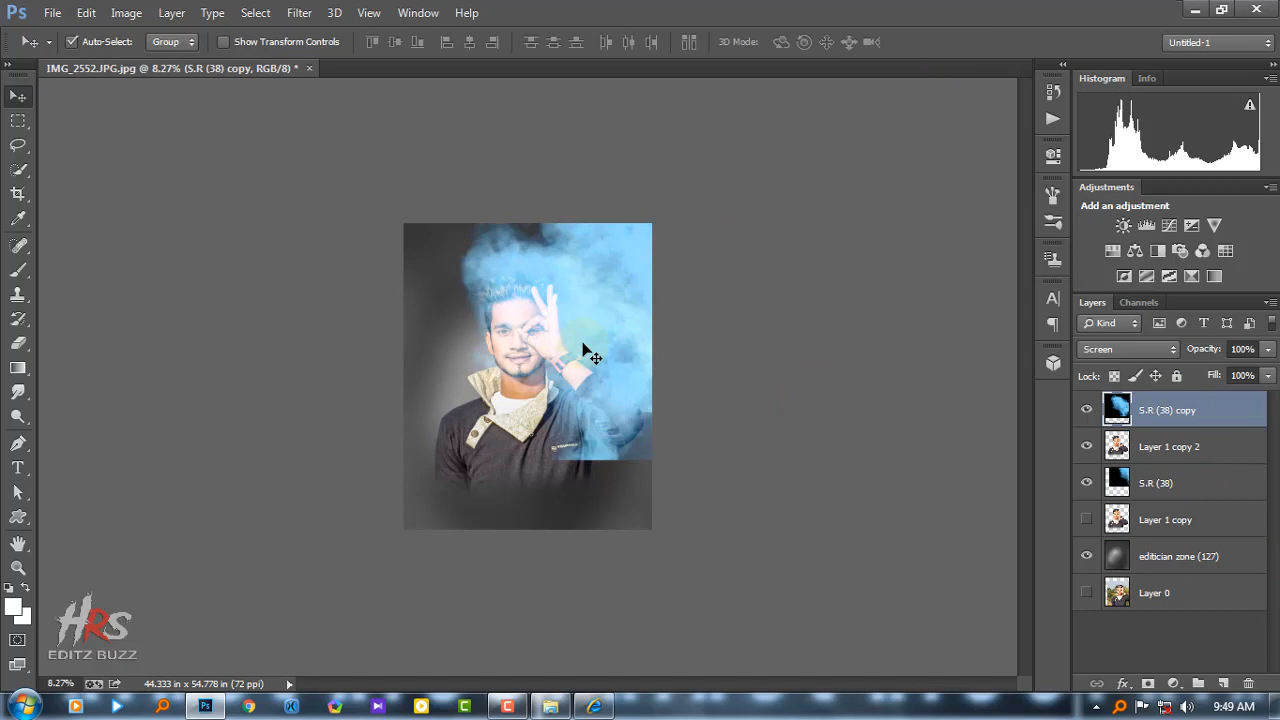 Ps File Edit Image Layer Type Select Filter 3D View Window Help
Auto-Select: Group Show Transform Controls 3D Mode: Untitled-1
IMG_2552.JPG.jpg @ 8.27% (S.R (38) copy, RGB/8) *
Histogram Info
Adjustments
Add an adjustment
Layers Channels
Kind
Screen Opacity: 100%
Lock: Fill: 100%
S.R (38) copy
Layer 1 copy 2
S.R (38)
Layer 1 copy
editician zone (127)
Layer 0
HRS
EDITZ BUZZ
8.27% 44.333 in x 54.778 in (72 ppi)
9:49 AM